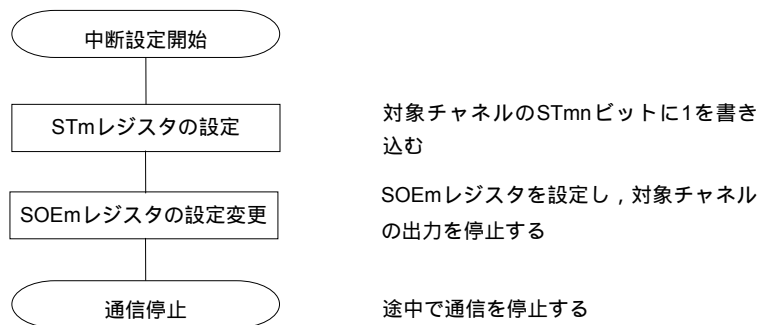 中断設定開始
STmレジスタの設定
対象チャネルのSTmnビットに1を書き
込む
SOEmレジスタの設定変更
SOEmレジスタを設定し，対象チャネル
の出力を停止する
通信停止
途中で通信を停止する